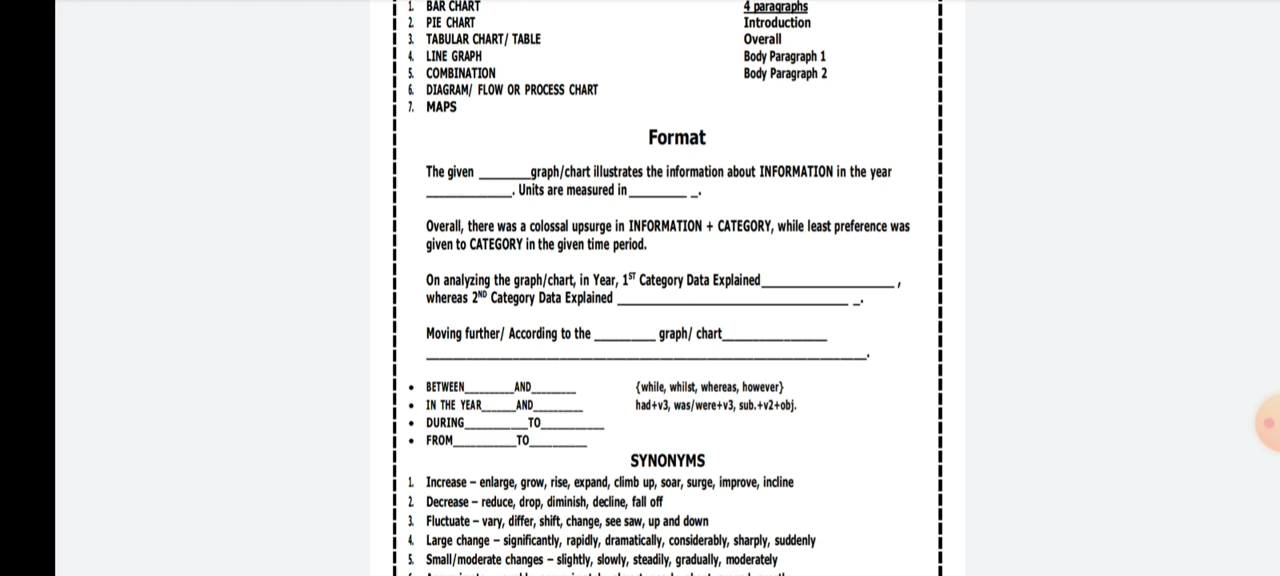 1. BAR CHART 4 paragraphs
2. PIE CHART Introduction
3. TABULAR CHART/ TABLE Overall
4. LINE GRAPH Body Paragraph 1
5. COMBINATION Body Paragraph 2
6. DIAGRAM/ FLOW OR PROCESS CHART
7. MAPS
Format
The given ________graph/chart illustrates the information about INFORMATION in the year
_____________. Units are measured in_________ _.
Overall, there was a colossal upsurge in INFORMATION + CATEGORY, while least preference was
given to CATEGORY in the given time period.
On analyzing the graph/chart, in Year, 1ST Category Data Explained____________________,
whereas 2ND Category Data Explained ___________________________________ _.
Moving further/ According to the _________ graph/ chart________________
__________________________________________________________________.
• BETWEEN________AND_______ {while, whilst, whereas, however}
• IN THE YEAR______AND________ had+v3, was/were+v3, sub.+v2+obj.
• DURING__________TO__________
• FROM__________TO_________
SYNONYMS
1. Increase – enlarge, grow, rise, expand, climb up, soar, surge, improve, incline
2. Decrease – reduce, drop, diminish, decline, fall off
3. Fluctuate – vary, differ, shift, change, see saw, up and down
4. Large change – significantly, rapidly, dramatically, considerably, sharply, suddenly
5. Small/moderate changes – slightly, slowly, steadily, gradually, moderately